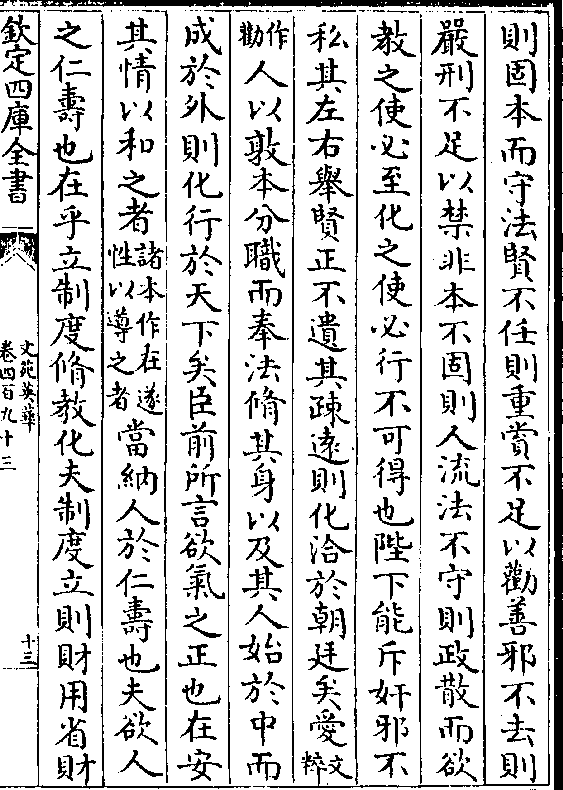 則固本而守法賢不任則重賞不足以勸善邪不去則
嚴刑不足以禁非本不固則人流法不守則政散而欲
教之使必至化之使必行不可得也陛下能斥奸邪不
私其左右舉賢正不遺其疎逺則化洽於朝廷矣愛文粹
作勸人以敦本分職而奉法脩其身以及其人始於中而
成於外則化行於天下矣臣前所言欲氣之正也在安
其情以和之者諸本作在遂性以導之者當納人於仁壽也夫欲人
之仁壽也在乎立制度脩教化夫制度立則財用省財
欽定四庫全書
文苑英華
卷四百九十三
十三